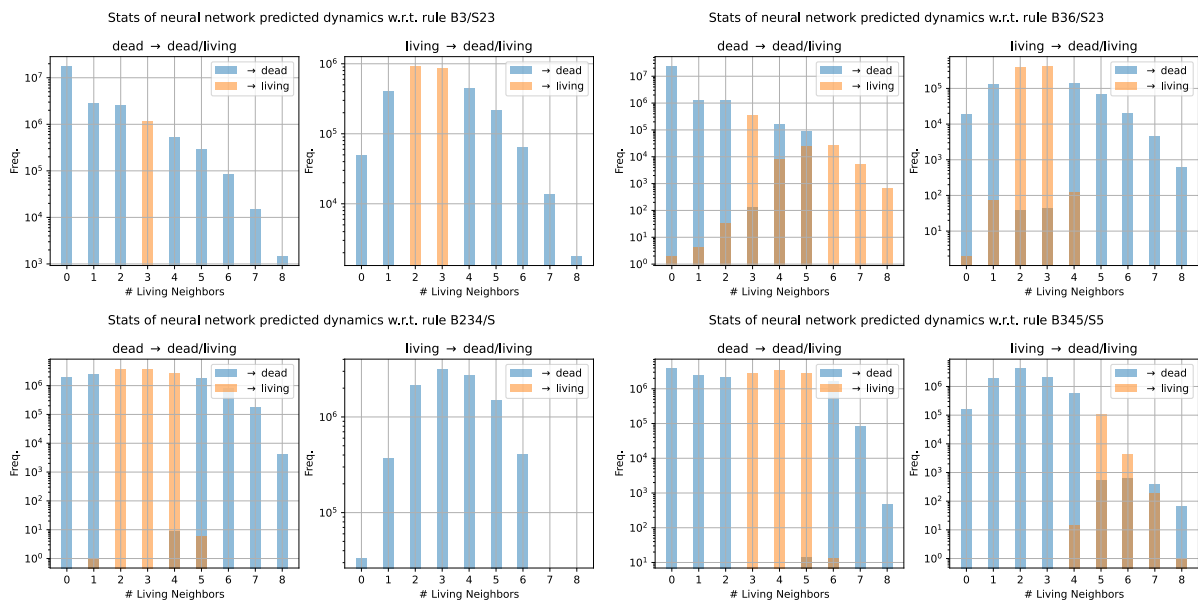 Stats of neural network predicted dynamics w.r.t. rule B3/S23
dead → dead/living
living → dead/living
→ dead
→ living
→ dead
→ living
Freq.
10^7
10^6
10^5
10^4
10^3
Freq.
10^6
10^5
10^4
0 1 2 3 4 5 6 7 8
0 1 2 3 4 5 6 7 8
# Living Neighbors
# Living Neighbors
Stats of neural network predicted dynamics w.r.t. rule B36/S23
dead → dead/living
living → dead/living
→ dead
→ living
→ dead
→ living
Freq.
10^7
10^6
10^5
10^4
10^3
10^2
10^1
10^0
Freq.
10^5
10^4
10^3
10^2
10^1
0 1 2 3 4 5 6 7 8
0 1 2 3 4 5 6 7 8
# Living Neighbors
# Living Neighbors
Stats of neural network predicted dynamics w.r.t. rule B234/S
dead → dead/living
living → dead/living
→ dead
→ living
→ dead
→ living
Freq.
10^6
10^5
10^4
10^3
10^2
10^1
10^0
Freq.
10^6
10^5
0 1 2 3 4 5 6 7 8
0 1 2 3 4 5 6 7 8
# Living Neighbors
# Living Neighbors
Stats of neural network predicted dynamics w.r.t. rule B345/S5
dead → dead/living
living → dead/living
→ dead
→ living
→ dead
→ living
Freq.
10^6
10^5
10^4
10^3
10^2
10^1
Freq.
10^6
10^5
10^4
10^3
10^2
10^1
10^0
0 1 2 3 4 5 6 7 8
0 1 2 3 4 5 6 7 8
# Living Neighbors
# Living Neighbors